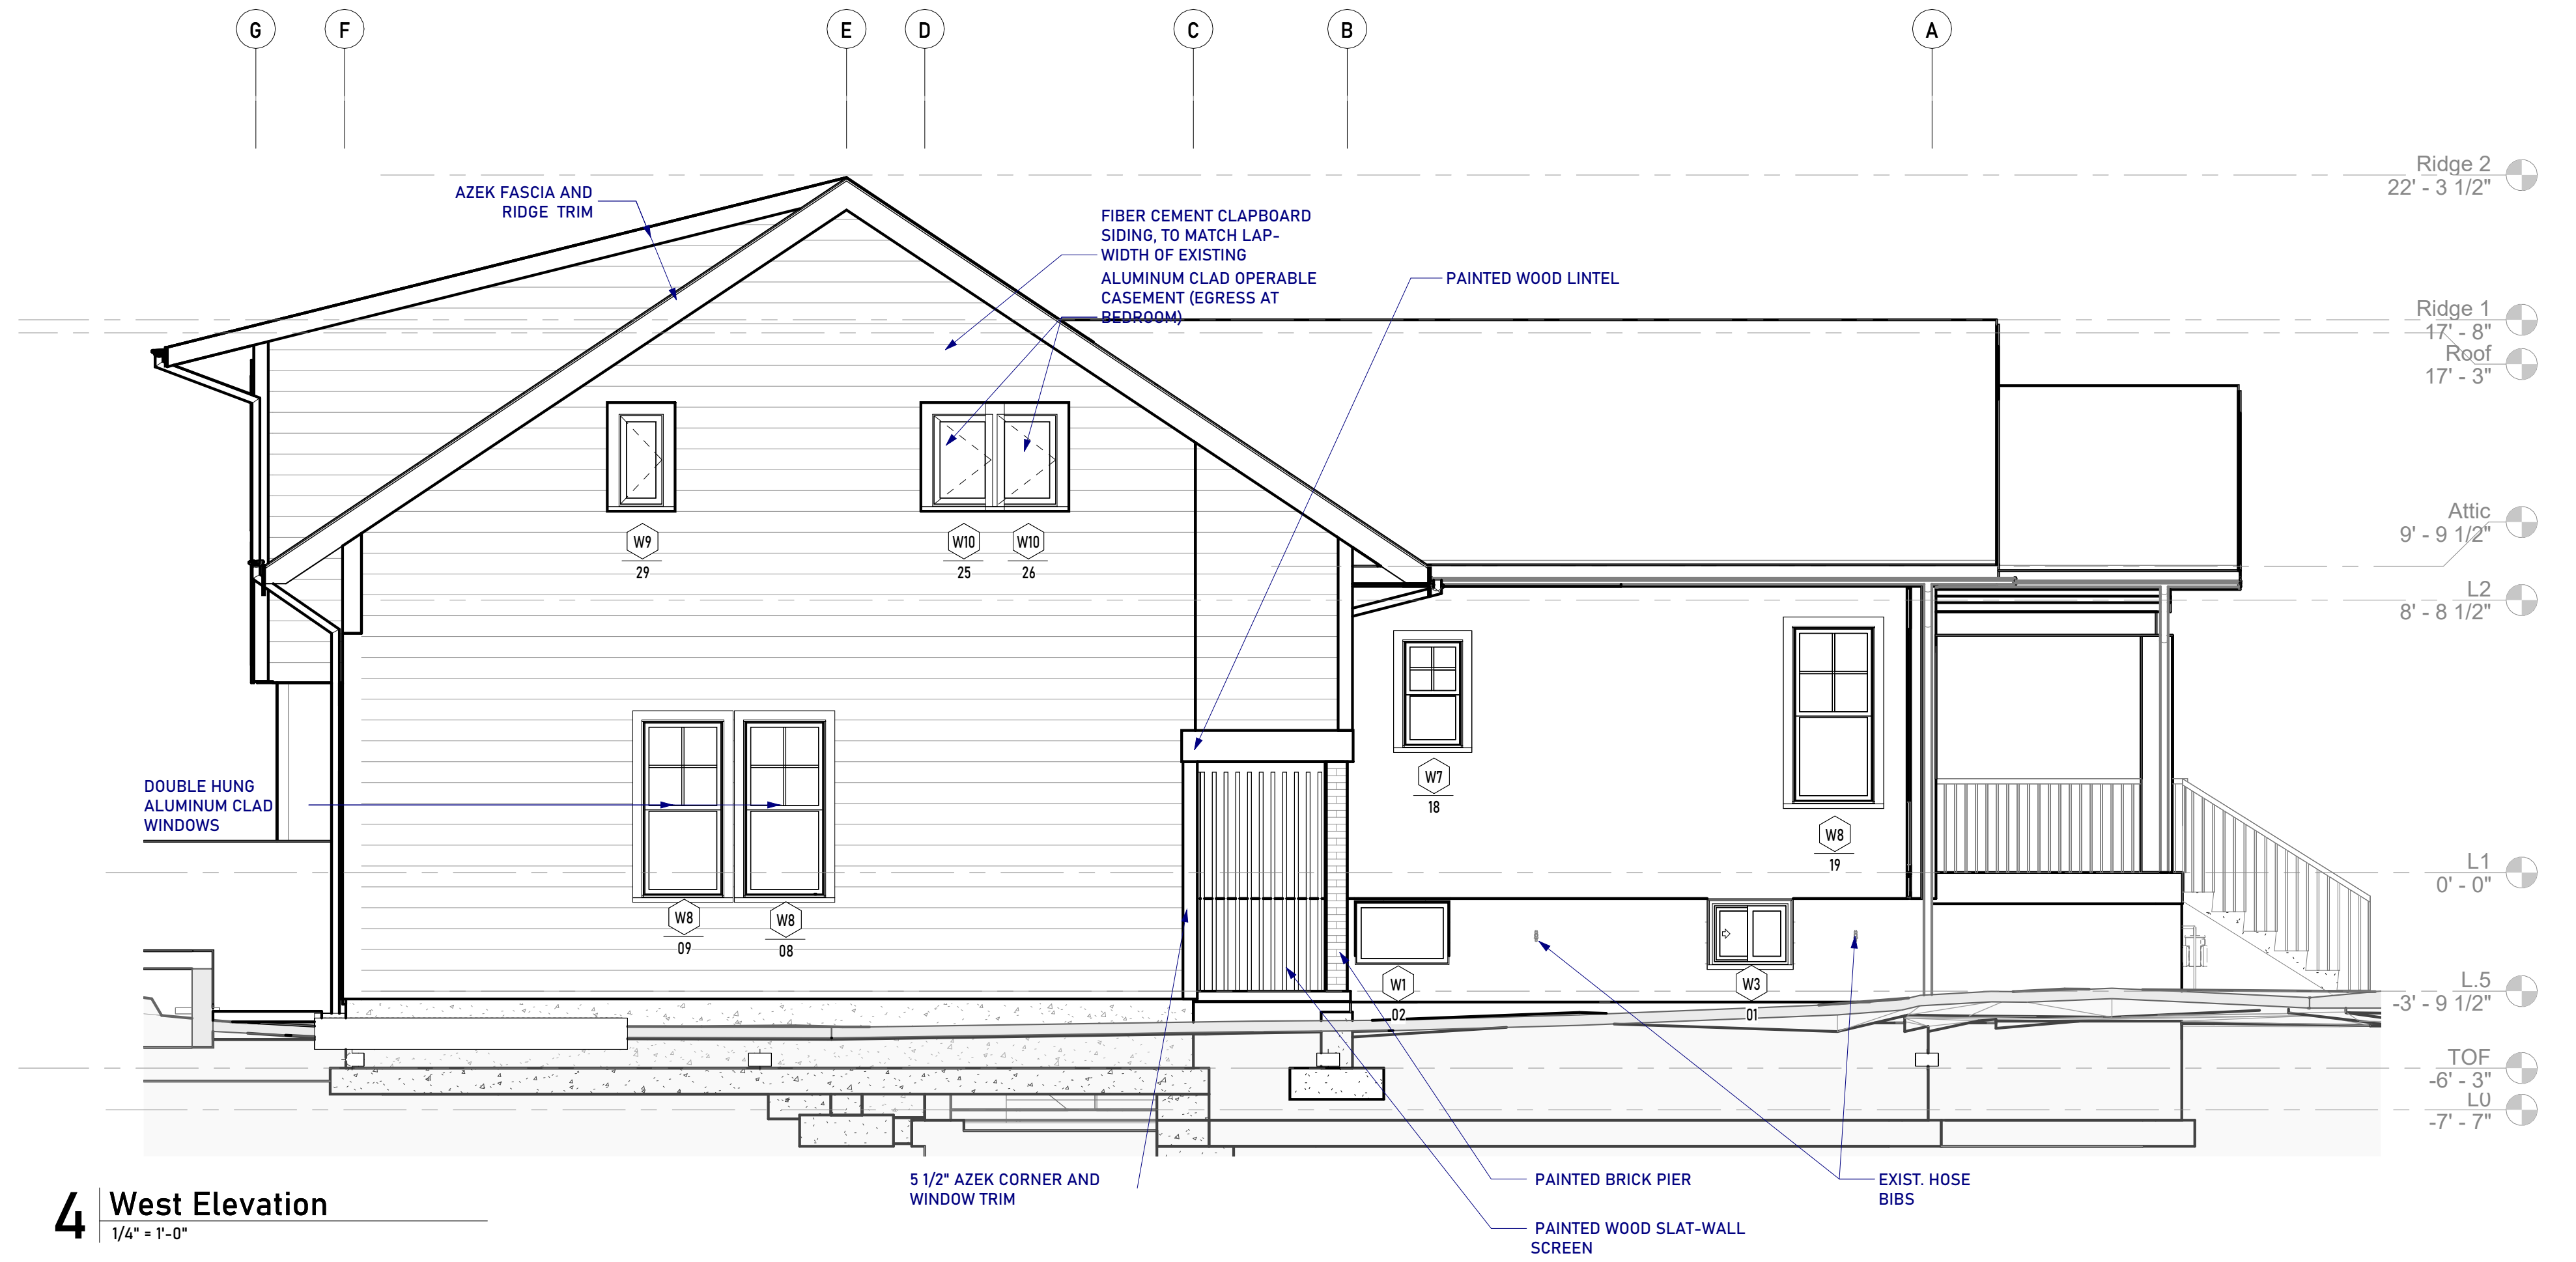 G F E D C B A
Ridge 2
22' - 3 1/2"
AZEK FASCIA AND
RIDGE TRIM
FIBER CEMENT CLAPBOARD
SIDING, TO MATCH LAP-
WIDTH OF EXISTING
ALUMINUM CLAD OPERABLE
CASEMENT (EGRESS AT
BEDROOM)
PAINTED WOOD LINTEL
Ridge 1
17' - 8"
Roof
17' - 3"
Attic
9' - 9 1/2"
W9
29
W10
25
W10
26
L2
8' - 8 1/2"
DOUBLE HUNG
ALUMINUM CLAD
WINDOWS
W7
18
W8
19
L1
0' - 0"
W8
09
W8
08
W1
02
W3
01
L.5
-3' - 9 1/2"
TOF
-6' - 3"
L0
-7' - 7"
5 1/2" AZEK CORNER AND
WINDOW TRIM
PAINTED BRICK PIER
EXIST. HOSE
BIBS
PAINTED WOOD SLAT-WALL
SCREEN
4 West Elevation
1/4" = 1'-0"